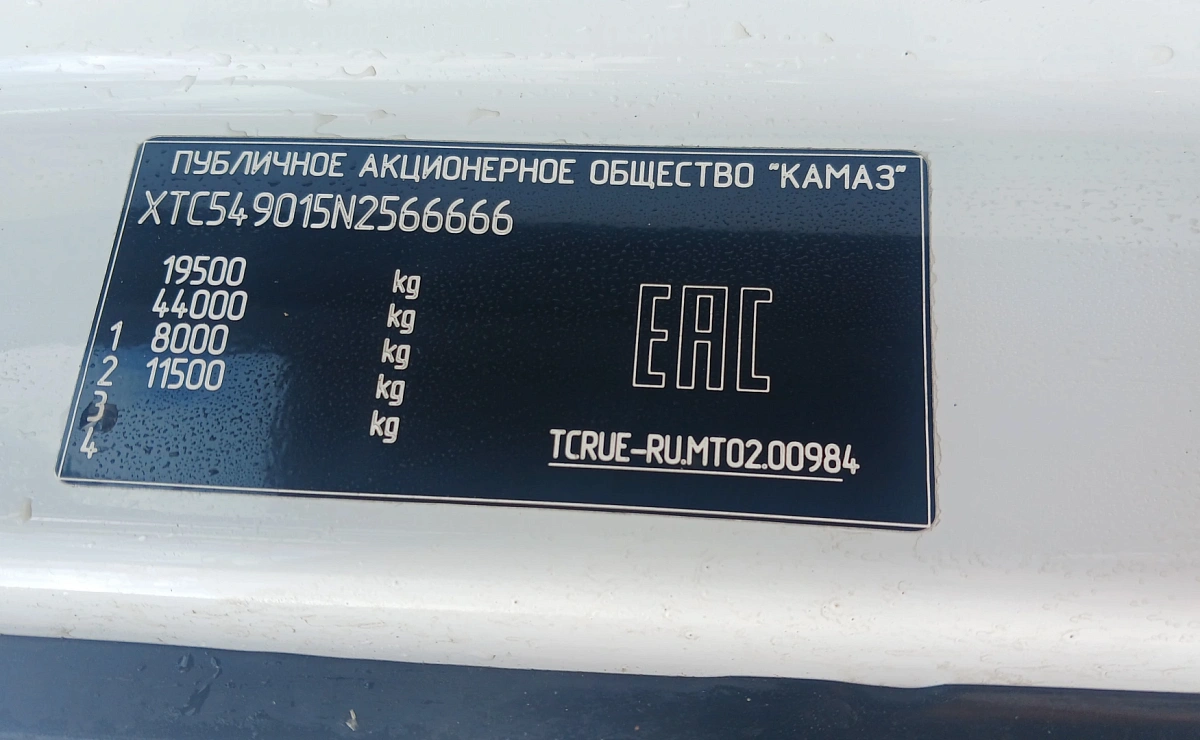 ПУБЛИЧНОЕ АКЦИОНЕРНОЕ ОБЩЕСТВО "КАМАЗ"
XTC549015N2566666
19500 kg
44000 kg
1 8000 kg
2 11500 kg
3 kg
4
EAC
TCRUE-RU.MT02.00984